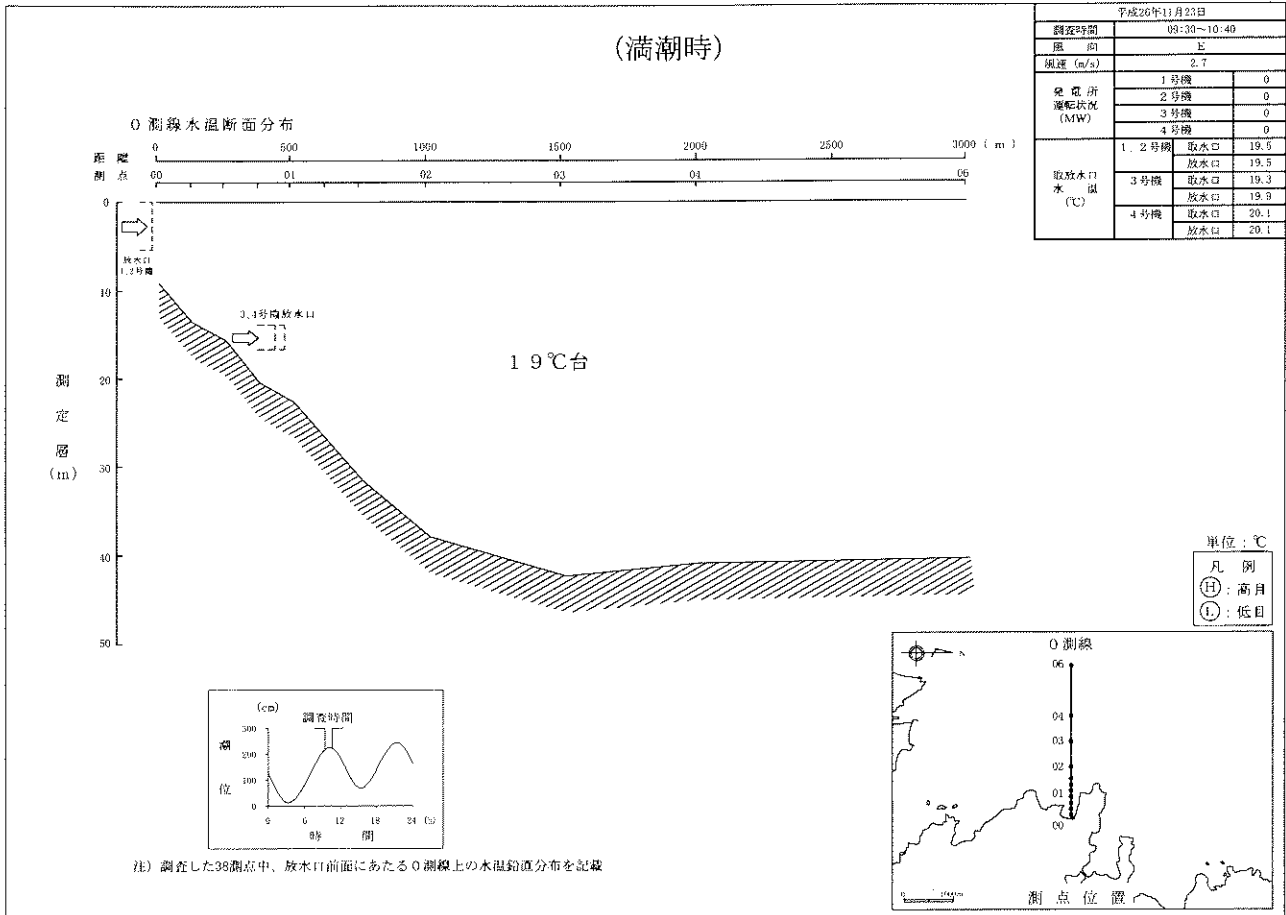 平成26年11月23日
調査時間 09:30～10:40
風 向 E
風速 (m/s) 2.7
発 電 所 運転状況 (MW)
1号機 0
2号機 0
3号機 0
4号機 0
取放水口 水 温 (℃)
1, 2号機 取水口 19.5
放水口 19.5
3号機 取水口 19.3
放水口 19.9
4号機 取水口 20.1
放水口 20.1
(満潮時)
0 測線水温断面分布
距 離 0 500 1000 1500 2000 2500 3000 ( m )
測 点 00 01 02 03 04 06
0
10
20
30
40
50
測 定 層 (m)
放水口
1,2号機
3,4号機放水口
19℃台
単位：℃
凡 例
Ⓗ：高目
Ⓛ：低目
0 測線
N
06
04
03
02
01
00
0 1000m
測 点 位 置
(cm)
調査時間
潮 位
300
200
100
0
0 6 12 18 24 (h)
時 間
注）調査した38測点中、放水口前面にあたる0測線上の水温鉛直分布を記載